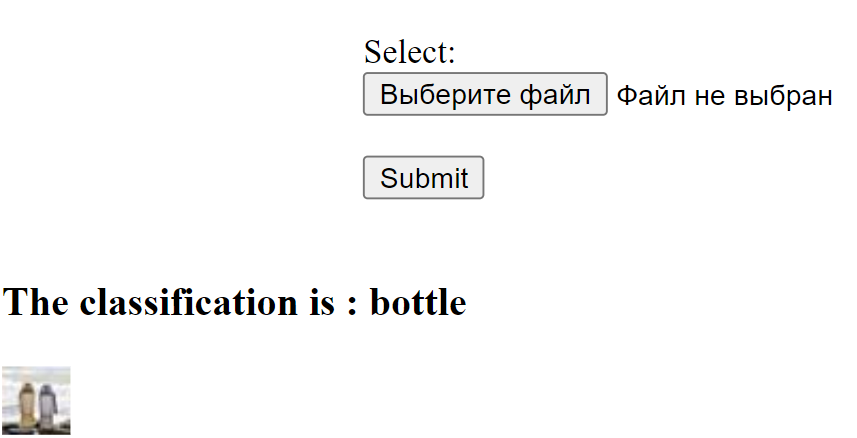 Select:
Выберите файл Файл не выбран
Submit
The classification is : bottle